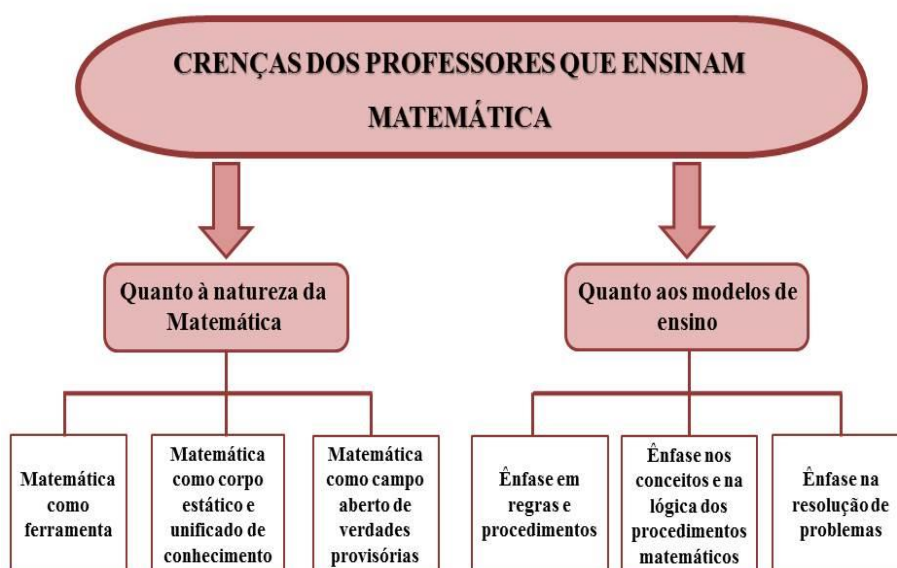 CRENÇAS DOS PROFESSORES QUE ENSINAM
MATEMÁTICA
Quanto à natureza da
Matemática
Quanto aos modelos de
ensino
Matemática
como
ferramenta
Matemática
como corpo
estático e
unificado de
conhecimento
Matemática
como campo
aberto de
verdades
provisórias
Ênfase em
regras e
procedimentos
Ênfase nos
conceitos e na
lógica dos
procedimentos
matemáticos
Ênfase na
resolução de
problemas